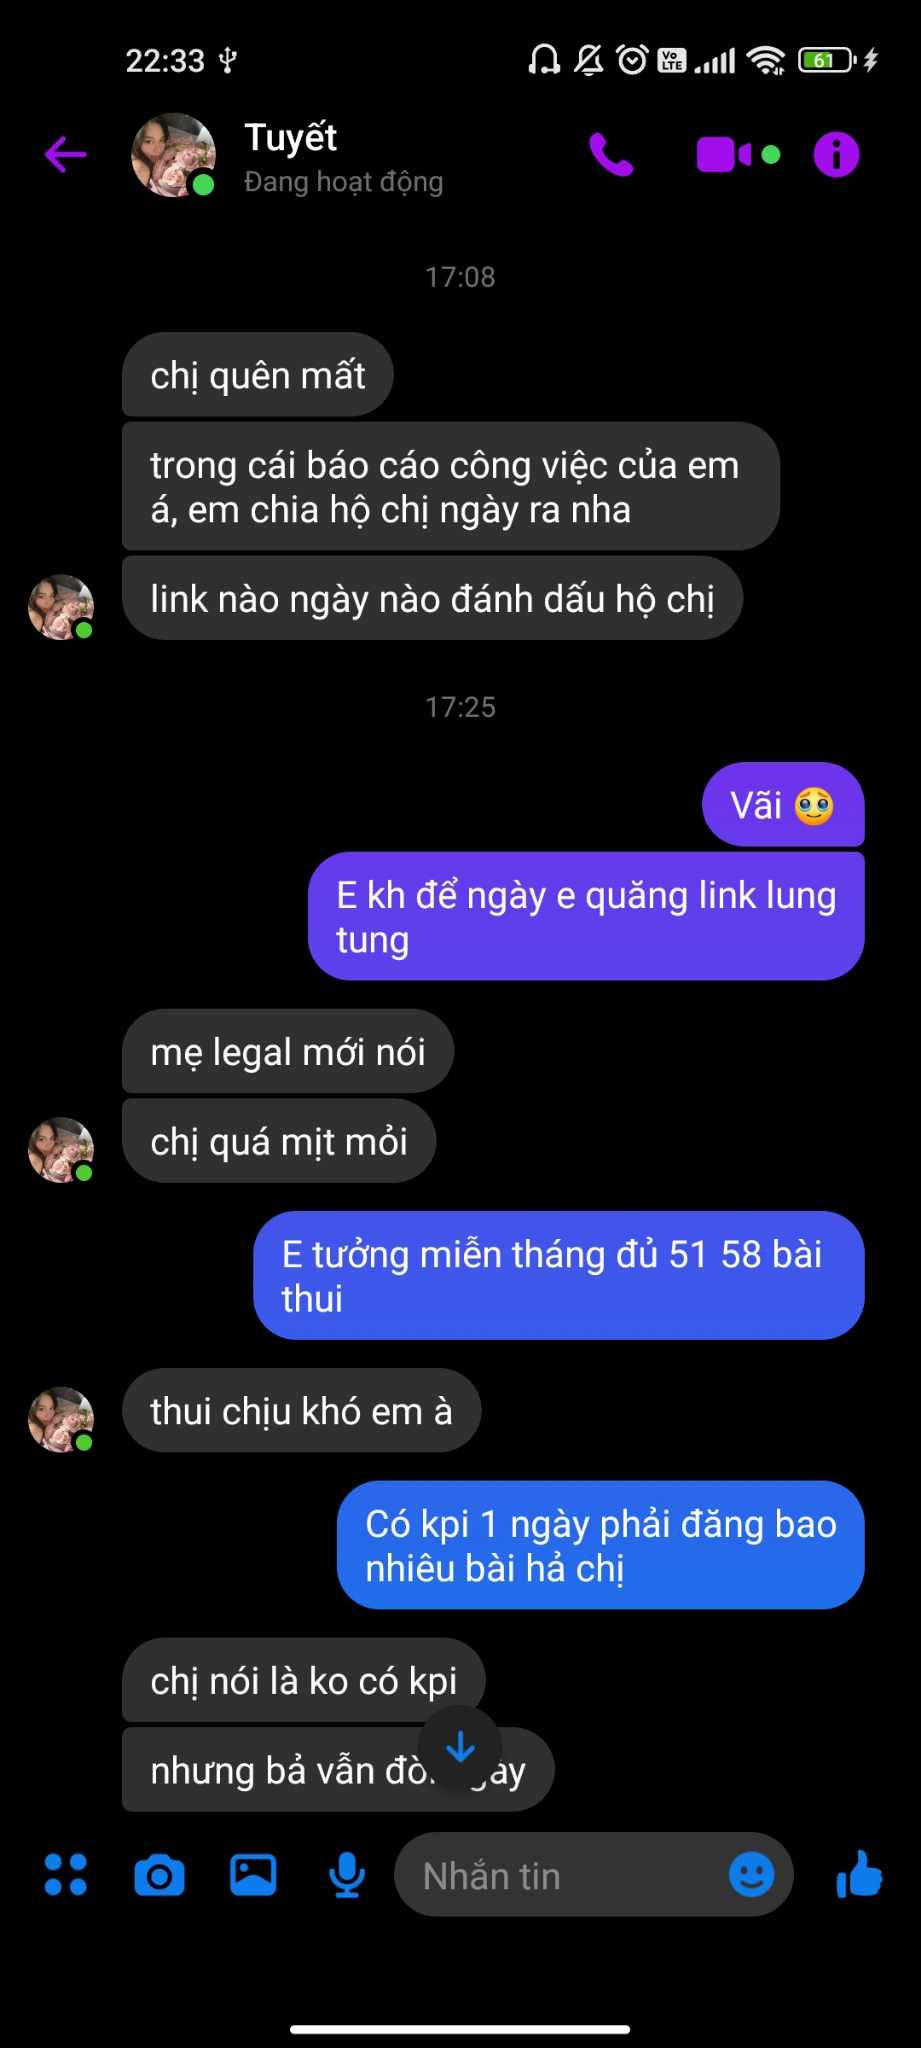 22:33
VO LTE
61
Tuyết
Đang hoạt động
17:08
chị quên mất
trong cái báo cáo công việc của em
á, em chia hộ chị ngày ra nha
link nào ngày nào đánh dấu hộ chị
17:25
Vãi 🥹
E kh để ngày e quăng link lung
tung
mẹ legal mới nói
chị quá mịt mỏi
E tưởng miễn tháng đủ 51 58 bài
thui
thui chịu khó em à
Có kpi 1 ngày phải đăng bao
nhiêu bài hả chị
chị nói là ko có kpi
nhưng bả vẫn
Nhắn tin